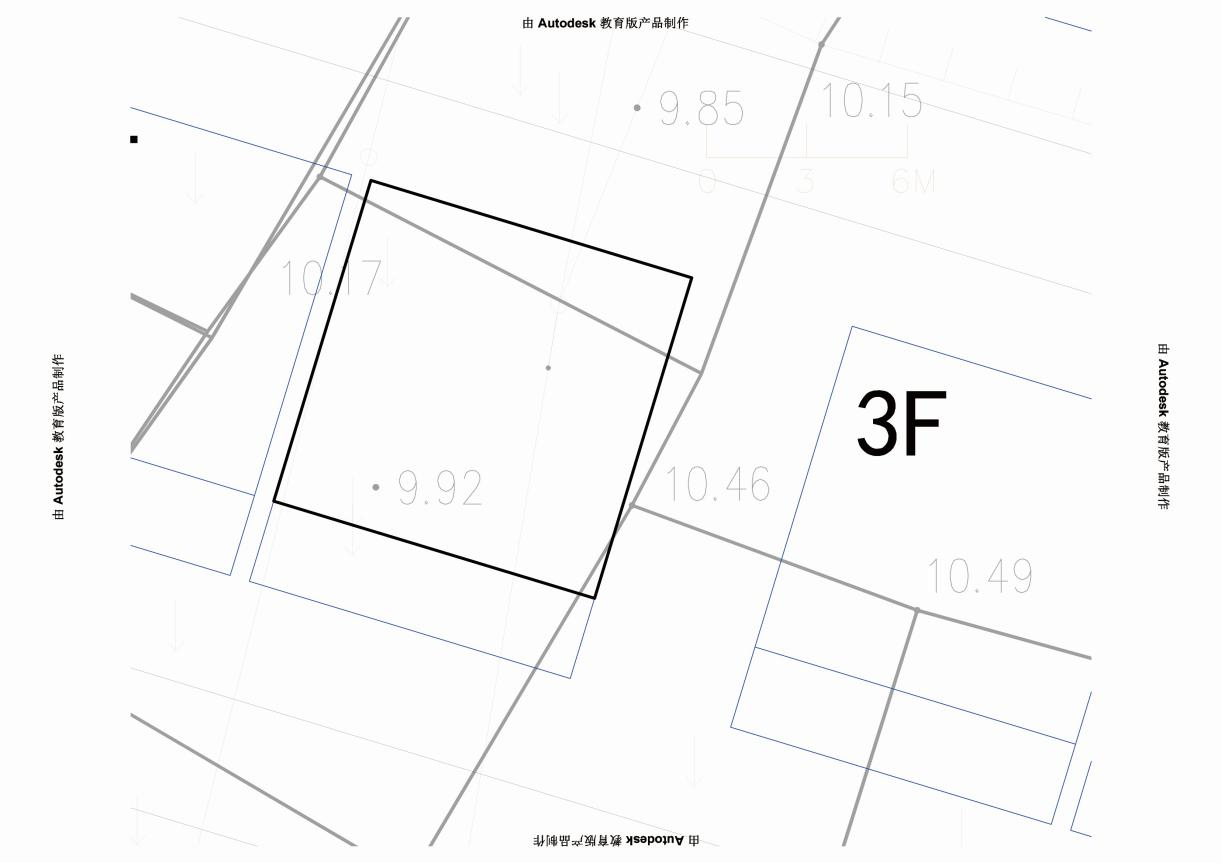 由 Autodesk 教育版产品制作
9.85
10.15
0 3 6M
10.17
3F
由 Autodesk 教育版产品制作
由 Autodesk 教育版产品制作
9.92
10.46
10.49
由 Autodesk 教育版产品制作